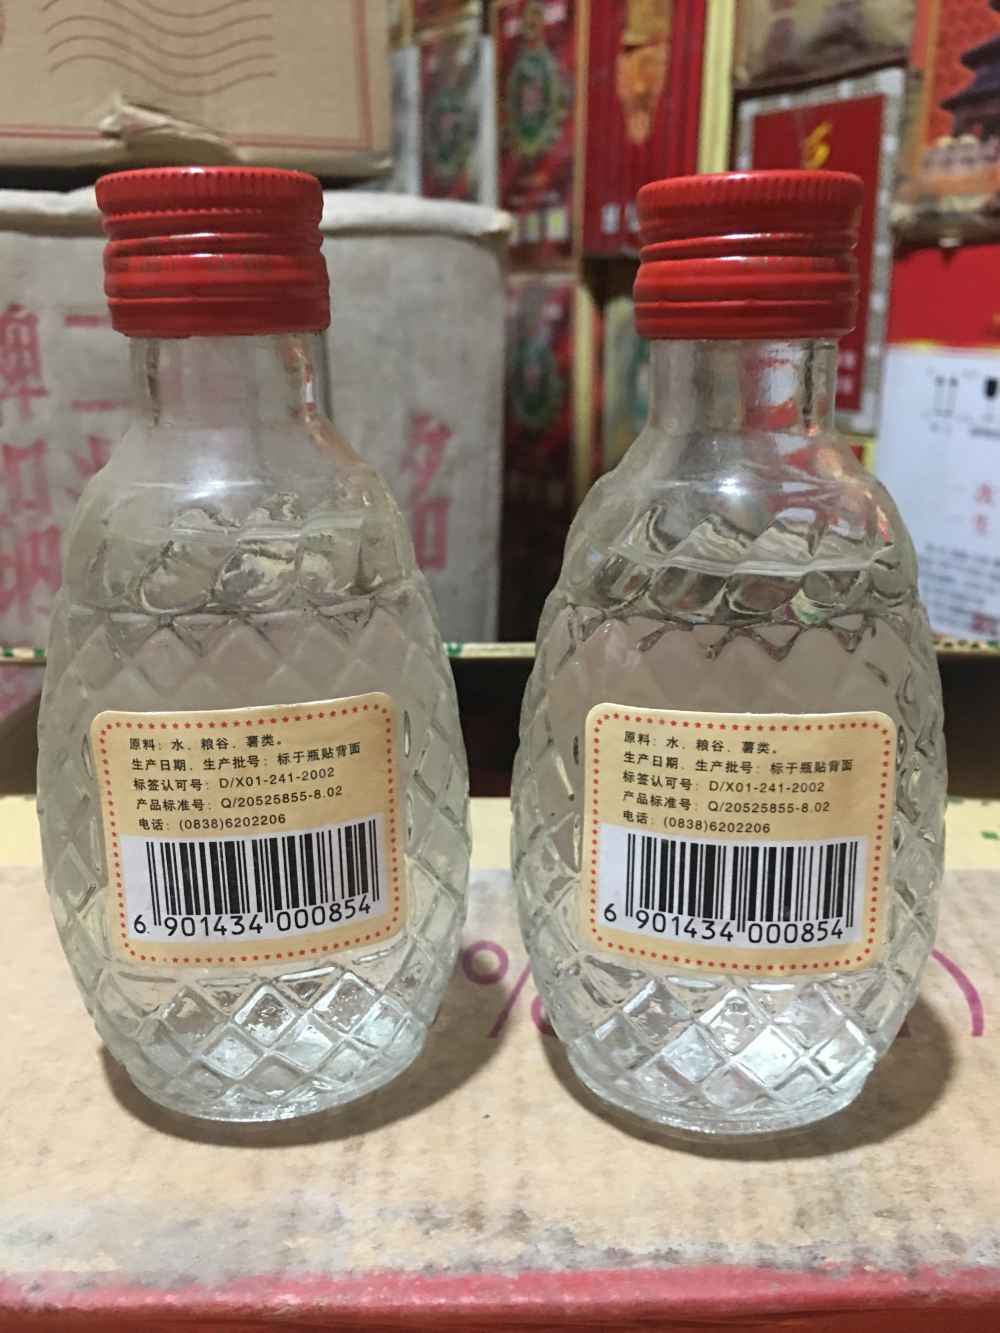 原料：水、粮谷、薯类。
生产日期、生产批号：标于瓶贴背面
标签认可号：D/X01-241-2002
产品标准号：Q/20525855-8.02
电话：(0838)6202206
6 901434 000854
原料：水、粮谷、薯类。
生产日期、生产批号：标于瓶贴背面
标签认可号：D/X01-241-2002
产品标准号：Q/20525855-8.02
电话：(0838)6202206
6 901434 000854
牌
名
%